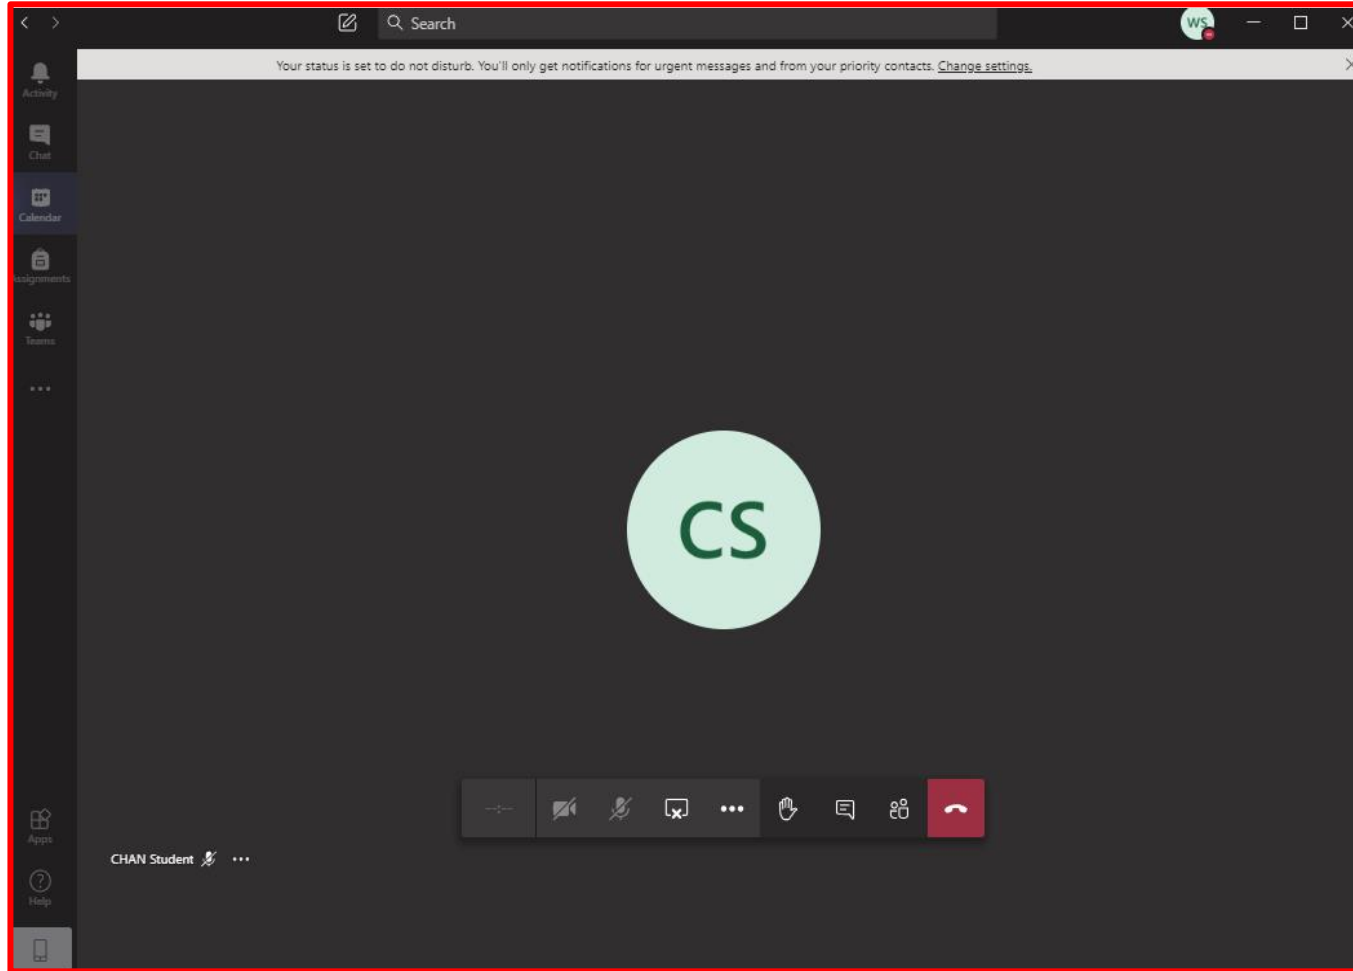 Search
WS
Your status is set to do not disturb. You'll only get notifications for urgent messages and from your priority contacts. Change settings.
Activity
Chat
Calendar
Assignments
Teams
CS
--:--
Apps
CHAN Student
Help